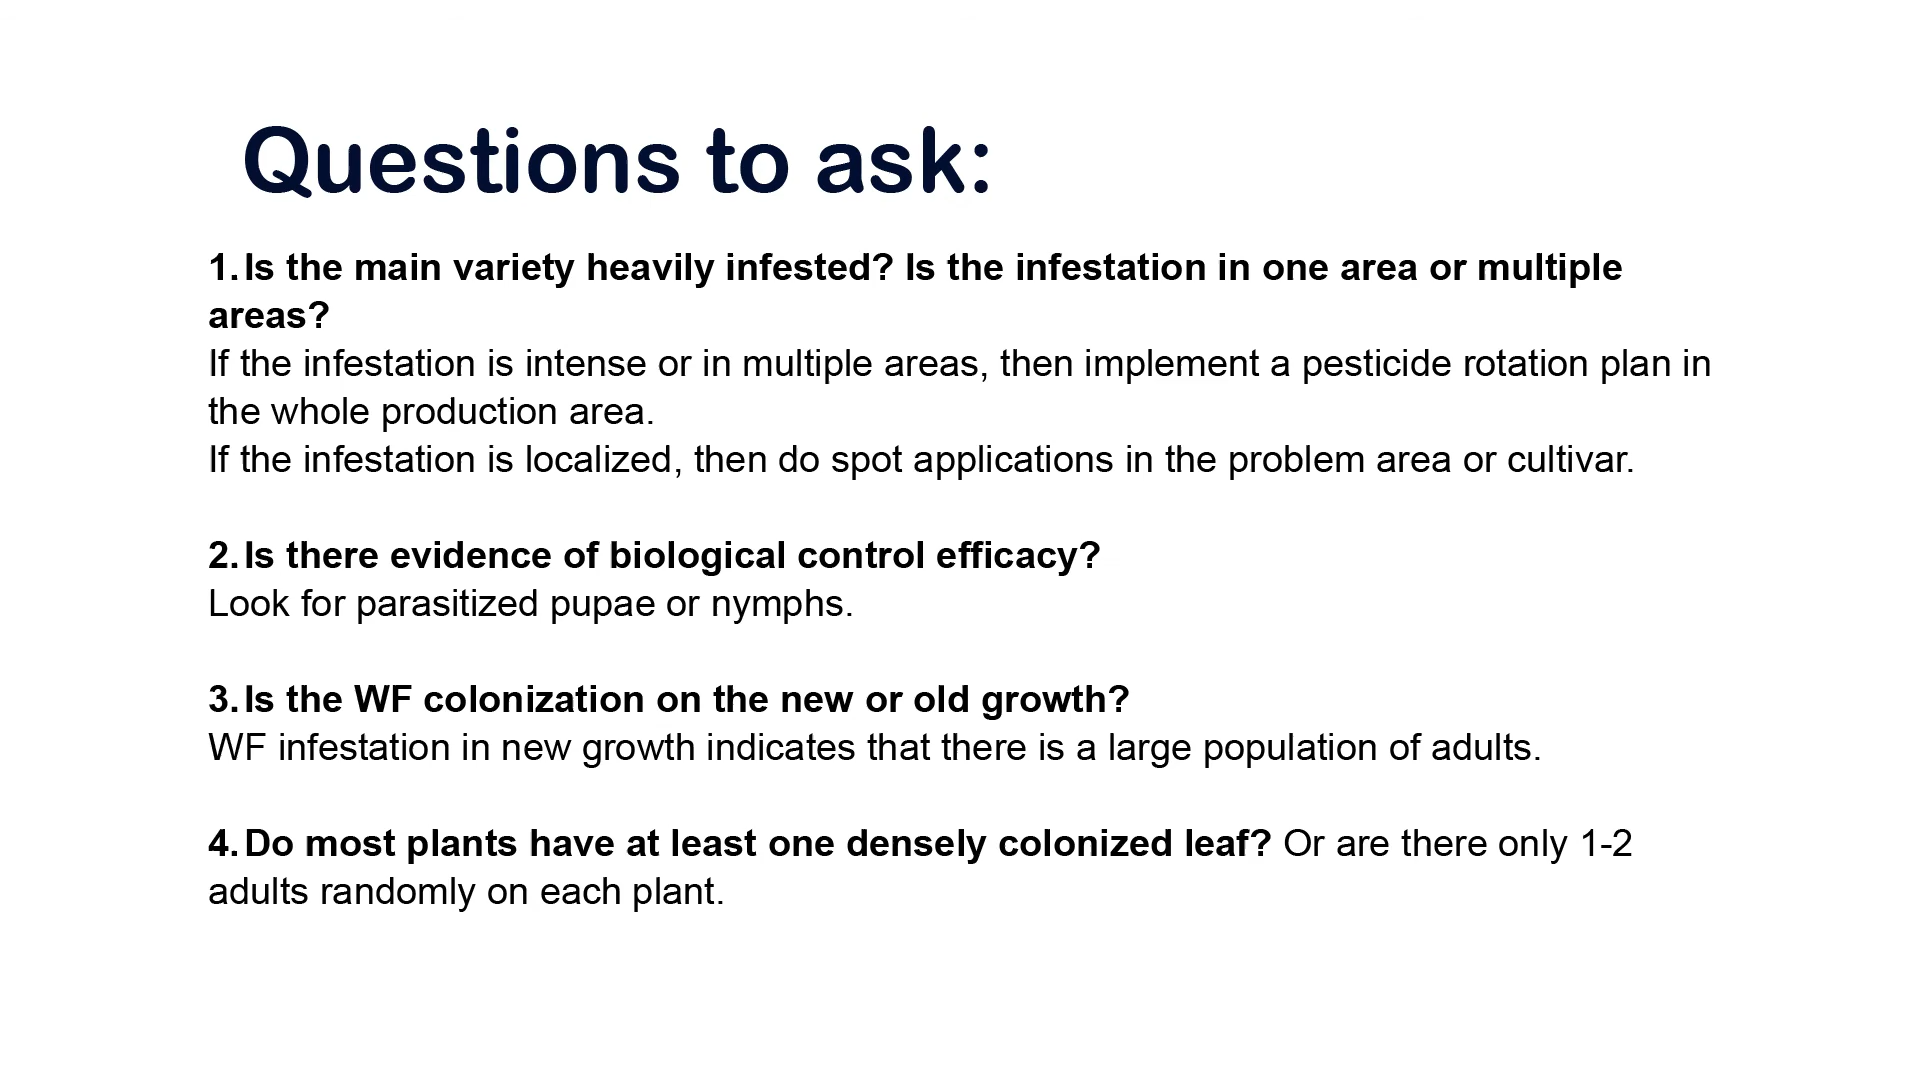 Questions to ask:
1. Is the main variety heavily infested? Is the infestation in one area or multiple
areas?
If the infestation is intense or in multiple areas, then implement a pesticide rotation plan in
the whole production area.
If the infestation is localized, then do spot applications in the problem area or cultivar.
2. Is there evidence of biological control efficacy?
Look for parasitized pupae or nymphs.
3. Is the WF colonization on the new or old growth?
WF infestation in new growth indicates that there is a large population of adults.
4. Do most plants have at least one densely colonized leaf? Or are there only 1-2
adults randomly on each plant.